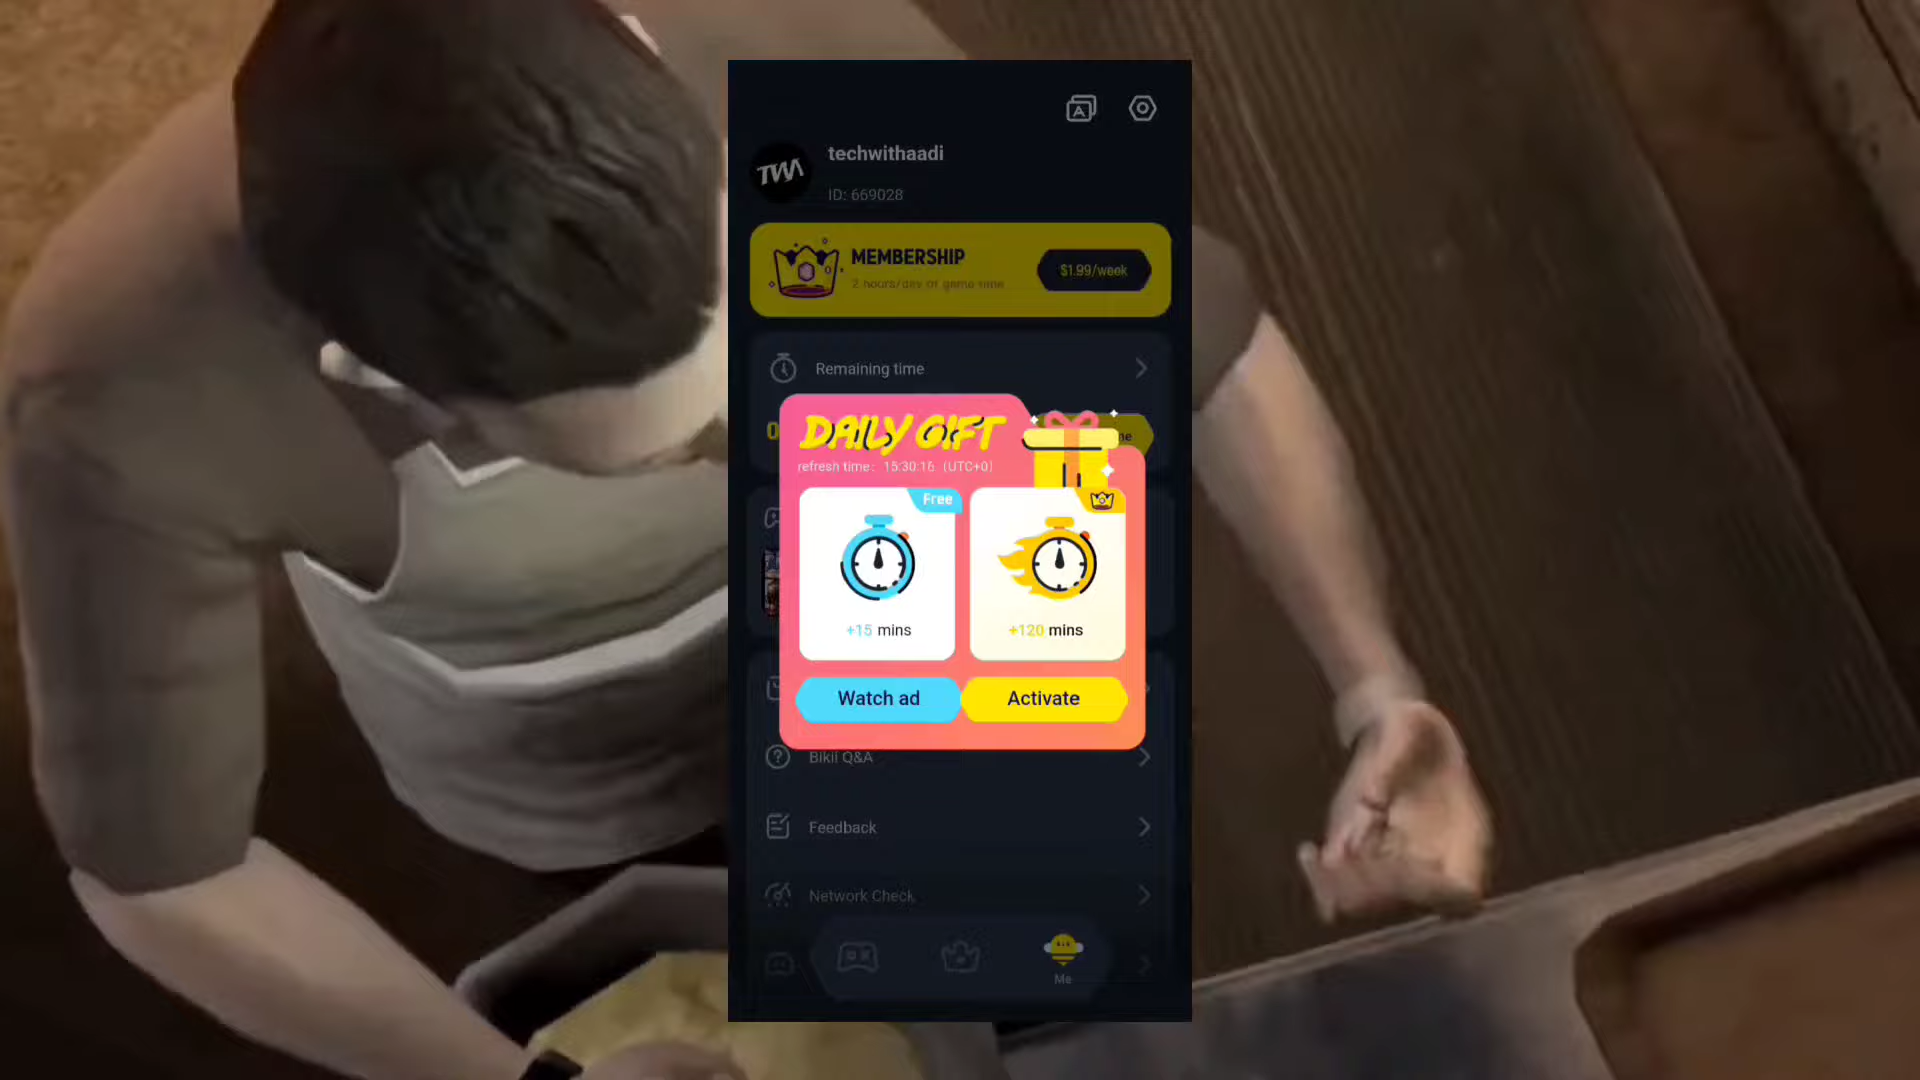 techwithaadi
TWA
ID: 669028
MEMBERSHIP
2 hours/day of game time
$1.99/week
Remaining time
DAILY GIFT
refresh time: 15:30:16 (UTC+0)
Free
+15 mins
+120 mins
Watch ad
Activate
Bikii Q&A
Feedback
Network Check
Me